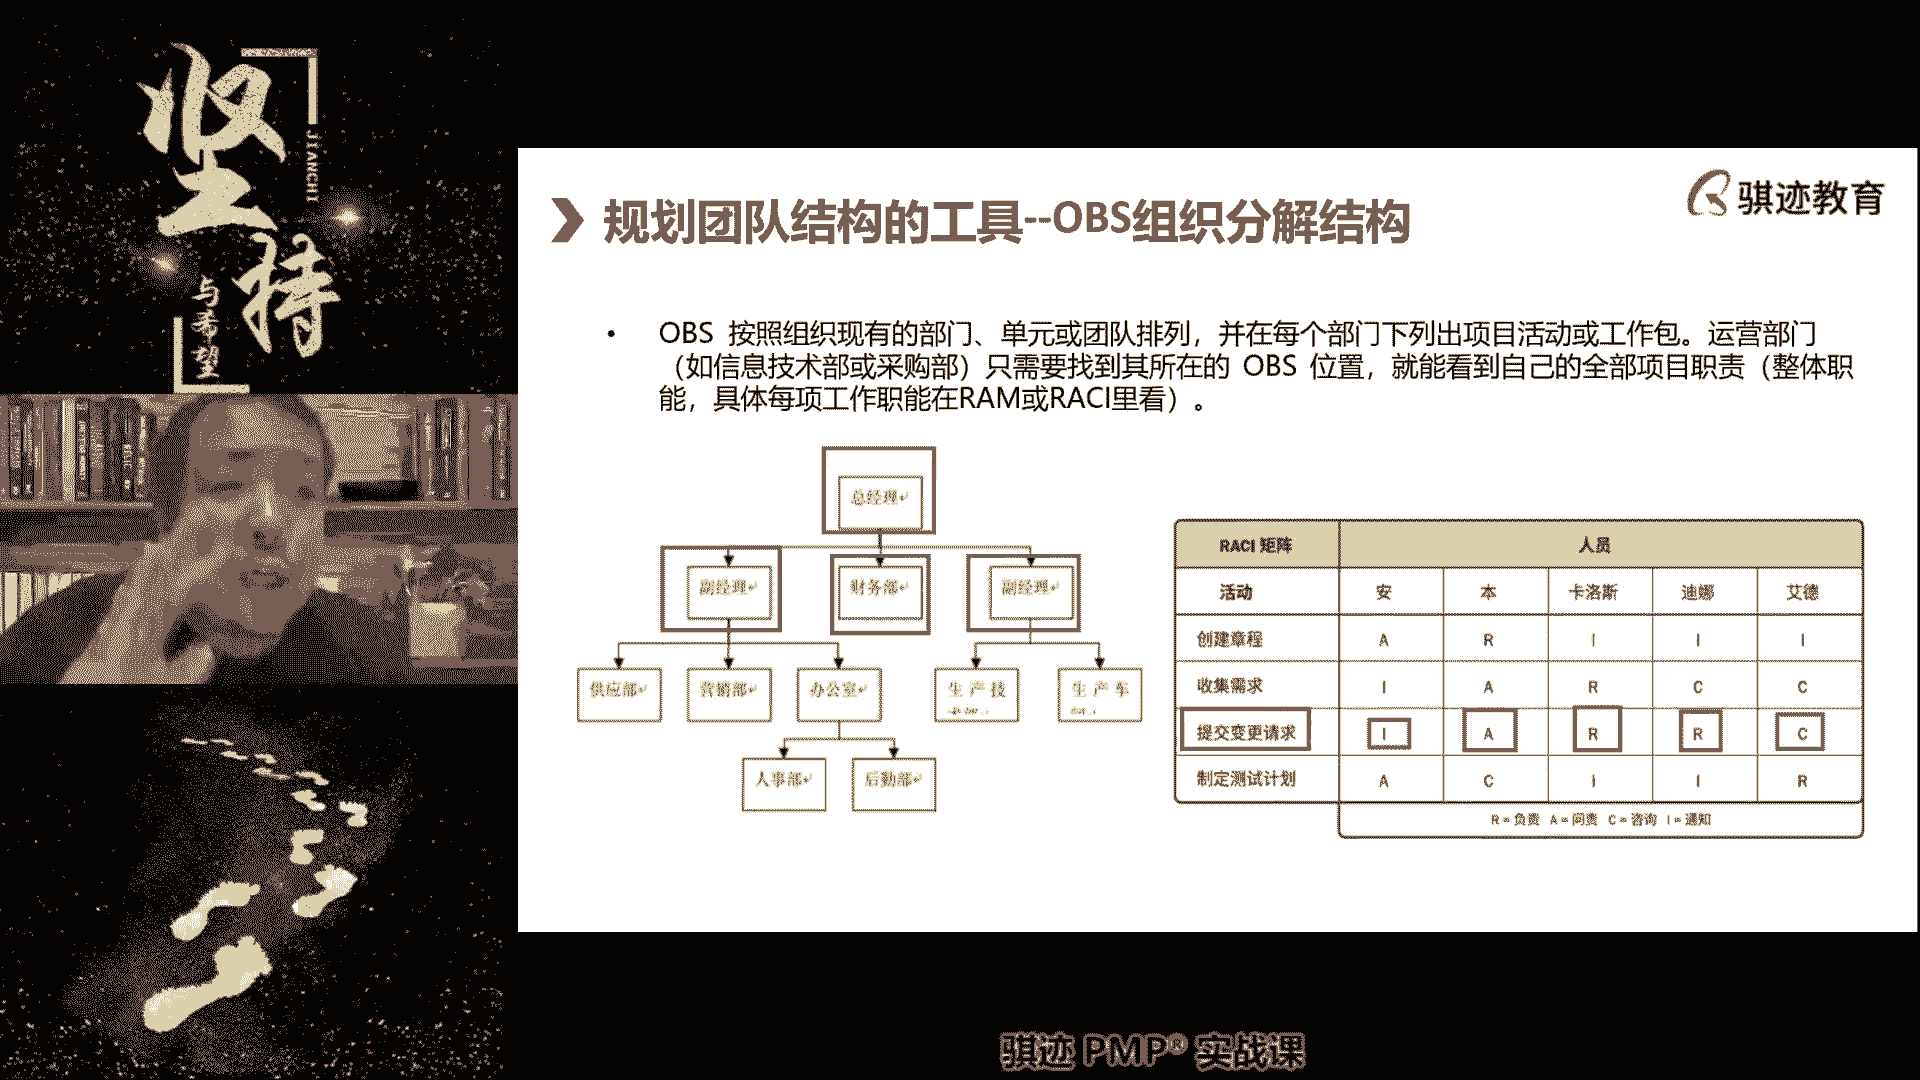 坚持
JIANCHI
与希望
骐迹教育
规划团队结构的工具--OBS组织分解结构
• OBS 按照组织现有的部门、单元或团队排列，并在每个部门下列出项目活动或工作包。运营部门
（如信息技术部或采购部）只需要找到其所在的 OBS 位置，就能看到自己的全部项目职责（整体职
能，具体每项工作职能在RAM或RACI里看）。
总经理
副经理 财务部 副经理
供应部 营销部 办公室 生产技 生产车
人事部 后勤部
RACI 矩阵 人员
活动 安 本 卡洛斯 迪娜 艾德
创建章程 A R I I I
收集需求 I A R C C
提交变更请求 I A R R C
制定测试计划 A C I I R
R = 负责 A = 问责 C = 咨询 I = 通知
骐迹 PMP® 实战课